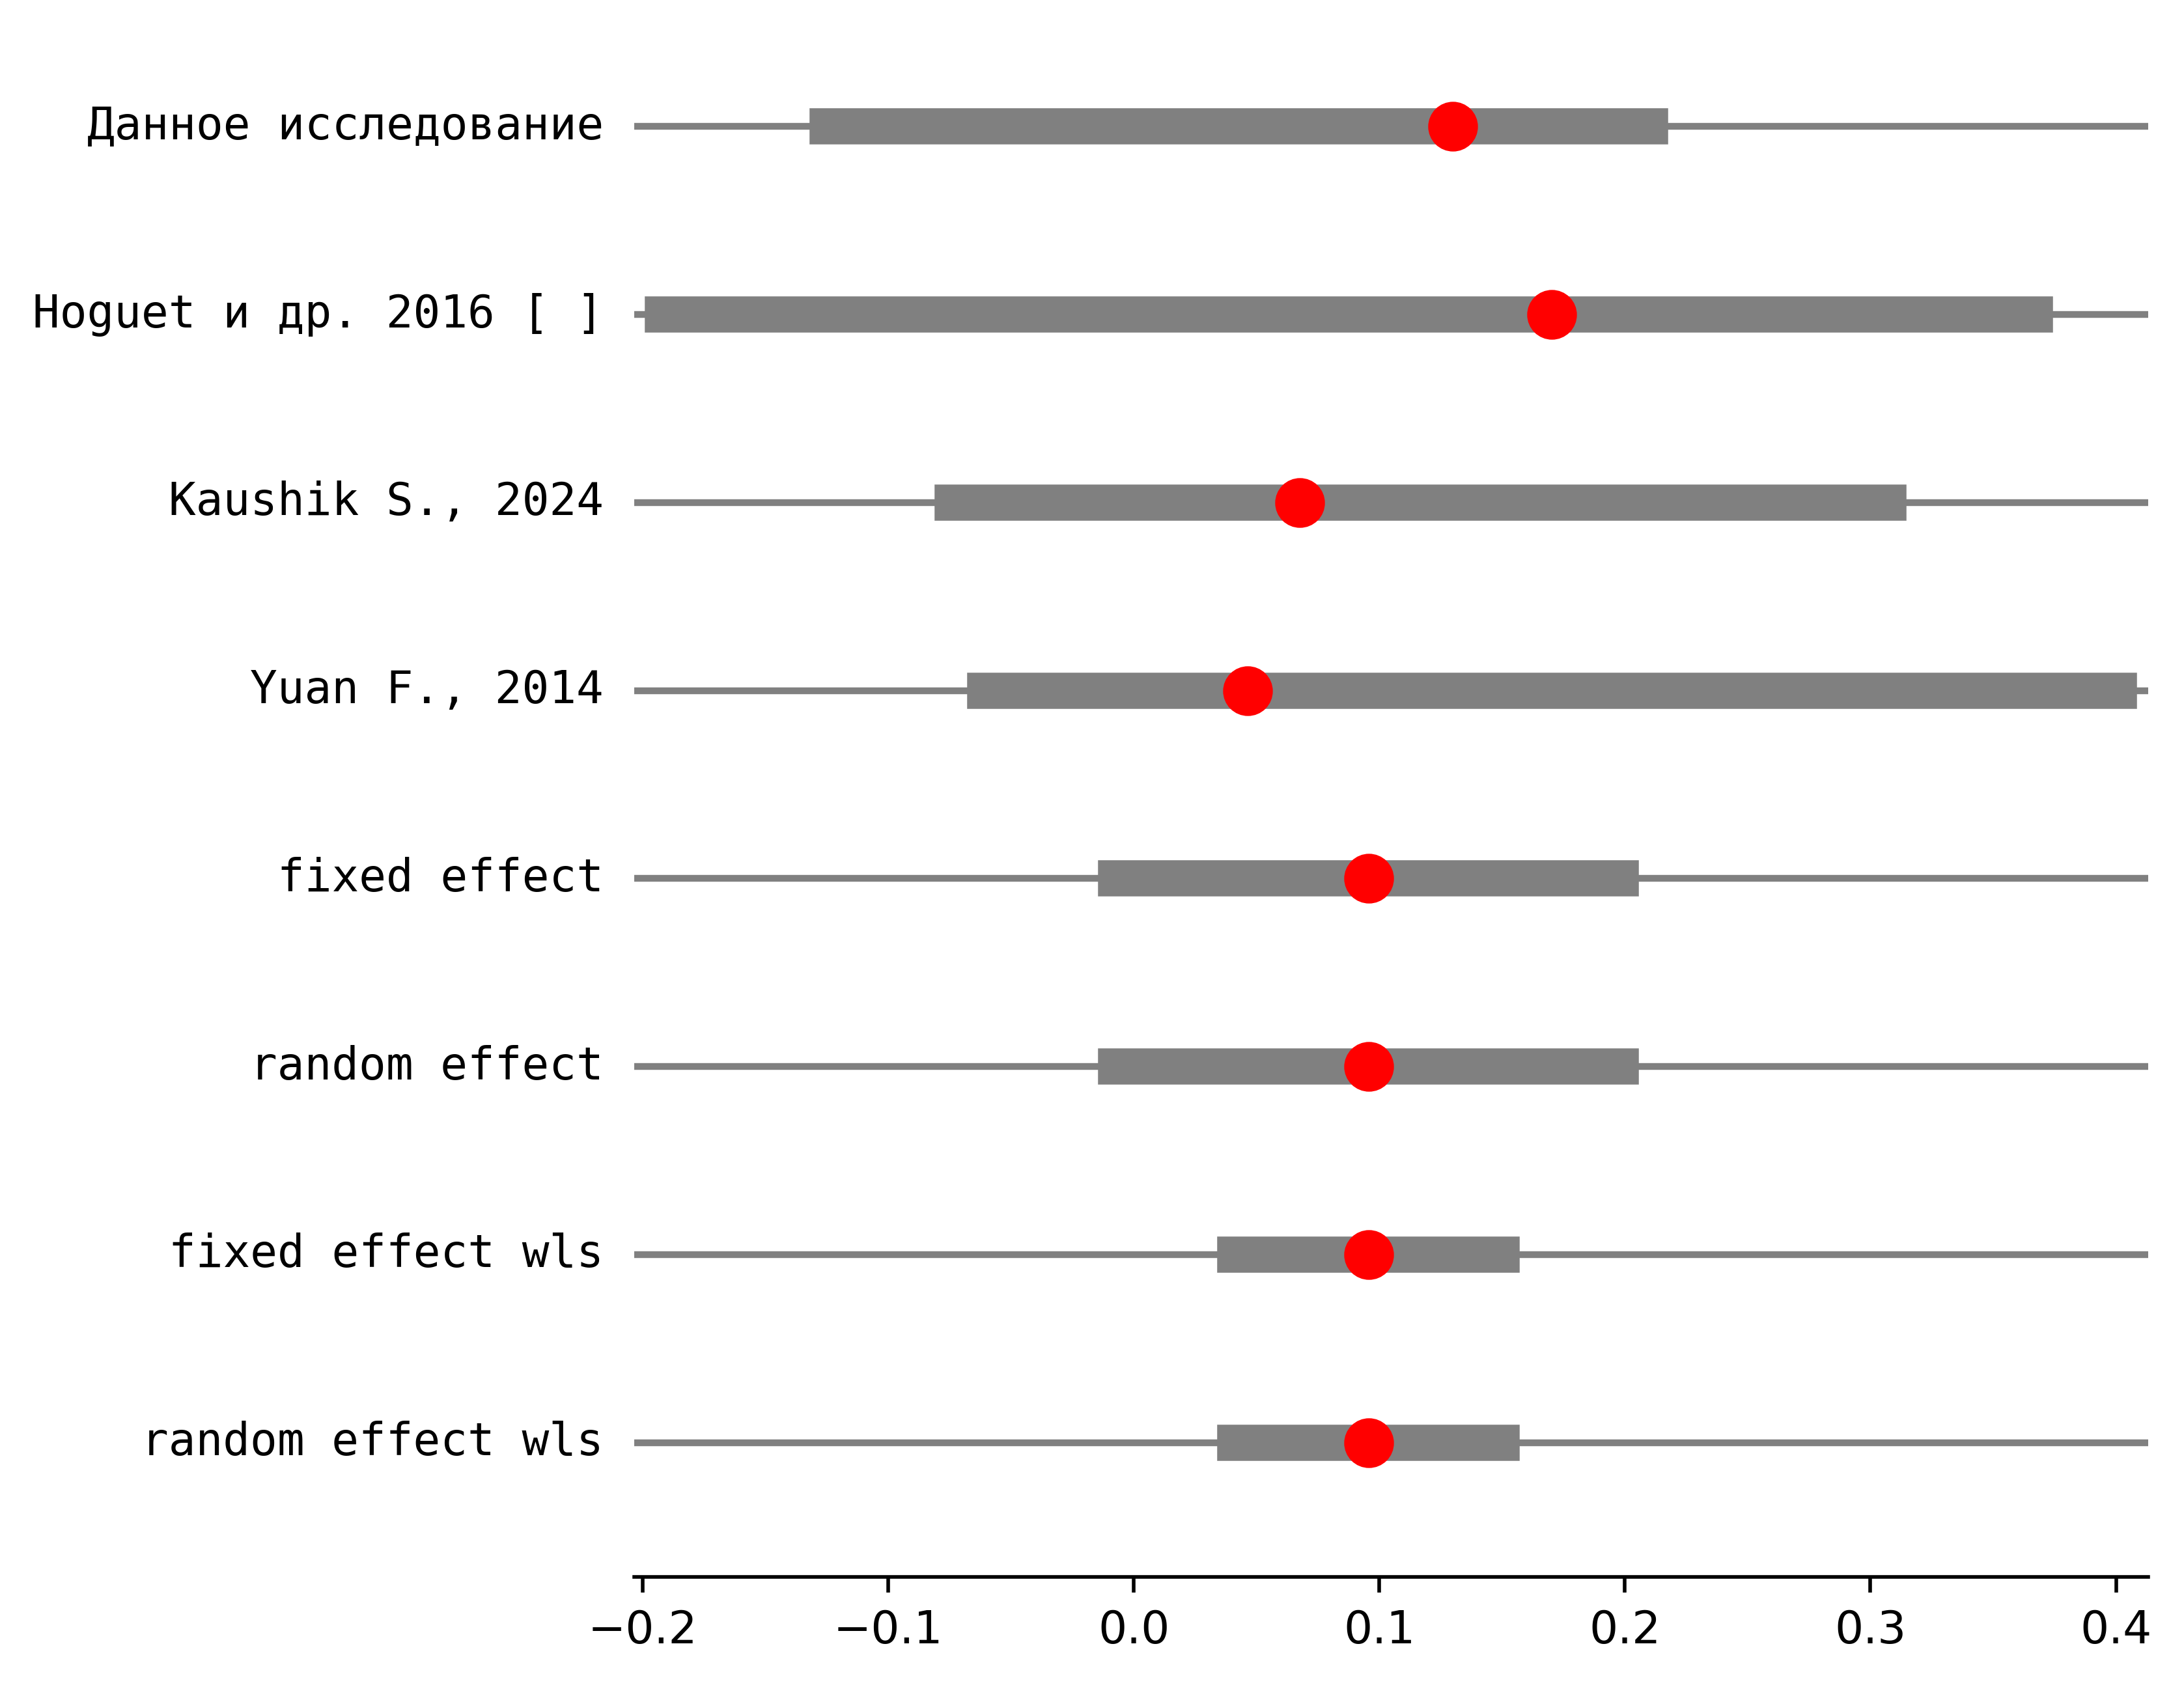 Данное исследование
Hoguet и др. 2016 [ ]
Kaushik S., 2024
Yuan F., 2014
fixed effect
random effect
fixed effect wls
random effect wls
−0.2 −0.1 0.0 0.1 0.2 0.3 0.4